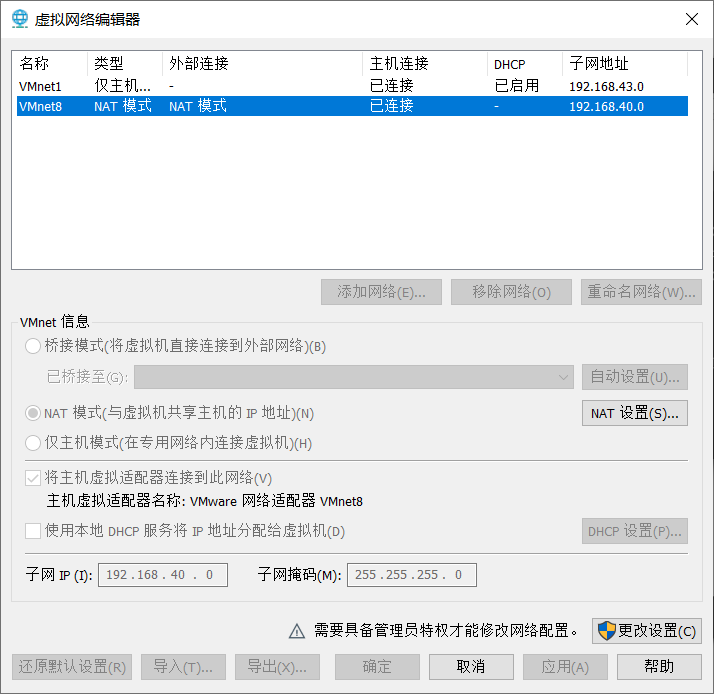 虚拟网络编辑器
名称 类型 外部连接 主机连接 DHCP 子网地址
VMnet1 仅主机... - 已连接 已启用 192.168.43.0
VMnet8 NAT 模式 NAT 模式 已连接 - 192.168.40.0
添加网络(E)... 移除网络(O) 重命名网络(W)...
VMnet 信息
桥接模式(将虚拟机直接连接到外部网络)(B)
已桥接至(G): 自动设置(U)...
NAT 模式(与虚拟机共享主机的 IP 地址)(N) NAT 设置(S)...
仅主机模式(在专用网络内连接虚拟机)(H)
将主机虚拟适配器连接到此网络(V)
主机虚拟适配器名称: VMware 网络适配器 VMnet8
使用本地 DHCP 服务将 IP 地址分配给虚拟机(D) DHCP 设置(P)...
子网 IP (I): 192 . 168 . 40 . 0 子网掩码(M): 255 . 255 . 255 . 0
需要具备管理员特权才能修改网络配置。 更改设置(C)
还原默认设置(R) 导入(T)... 导出(X)... 确定 取消 应用(A) 帮助